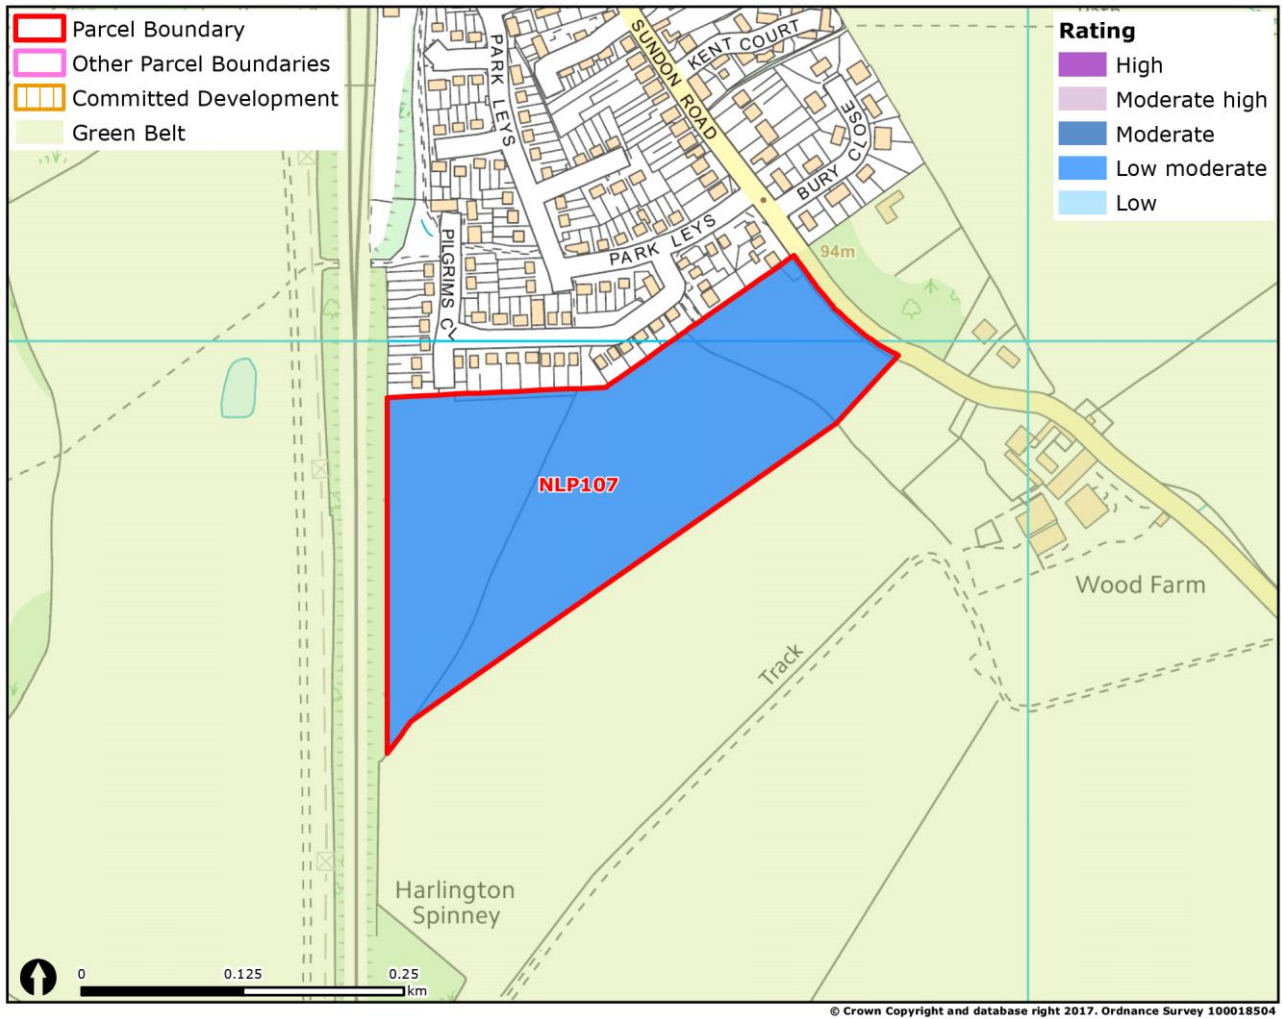 Parcel Boundary
Other Parcel Boundaries
Committed Development
Green Belt
Rating
High
Moderate high
Moderate
Low moderate
Low
PARK LEYS
SUNDON ROAD
KENT COURT
BURY CLOSE
PARK LEYS
PILGRIMS CL
94m
NLP107
Wood Farm
Track
Harlington
Spinney
0 0.125 0.25
km
© Crown Copyright and database right 2017. Ordnance Survey 100018504